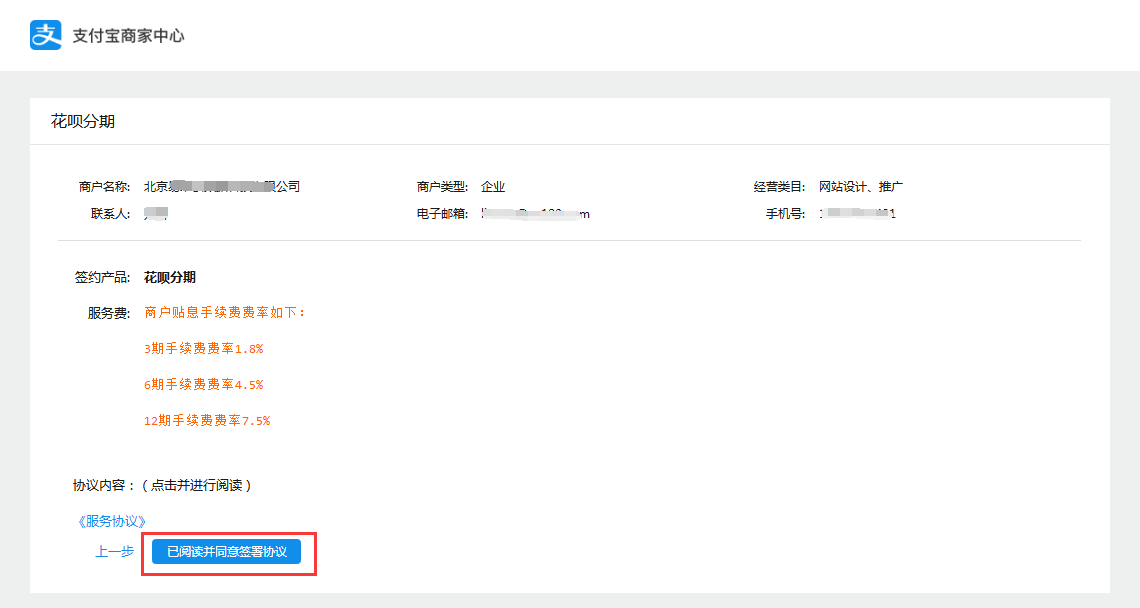 支付宝商家中心
花呗分期
商户名称: 北京 公司 商户类型: 企业 经营类目: 网站设计、推广
联系人: 电子邮箱: m 手机号: 1
签约产品: 花呗分期
服务费: 商户贴息手续费费率如下：
3期手续费费率1.8%
6期手续费费率4.5%
12期手续费费率7.5%
协议内容：（点击并进行阅读）
《服务协议》
上一步 已阅读并同意签署协议